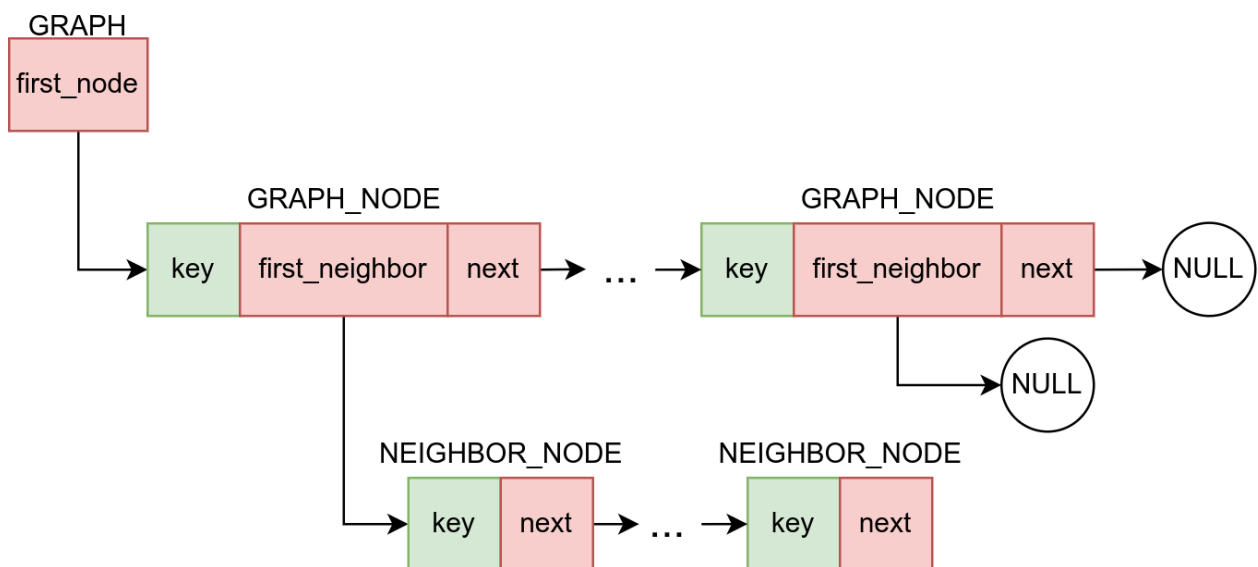 GRAPH
first_node
GRAPH_NODE GRAPH_NODE
key first_neighbor next ... key first_neighbor next NULL
NULL
NEIGHBOR_NODE NEIGHBOR_NODE
key next ... key next